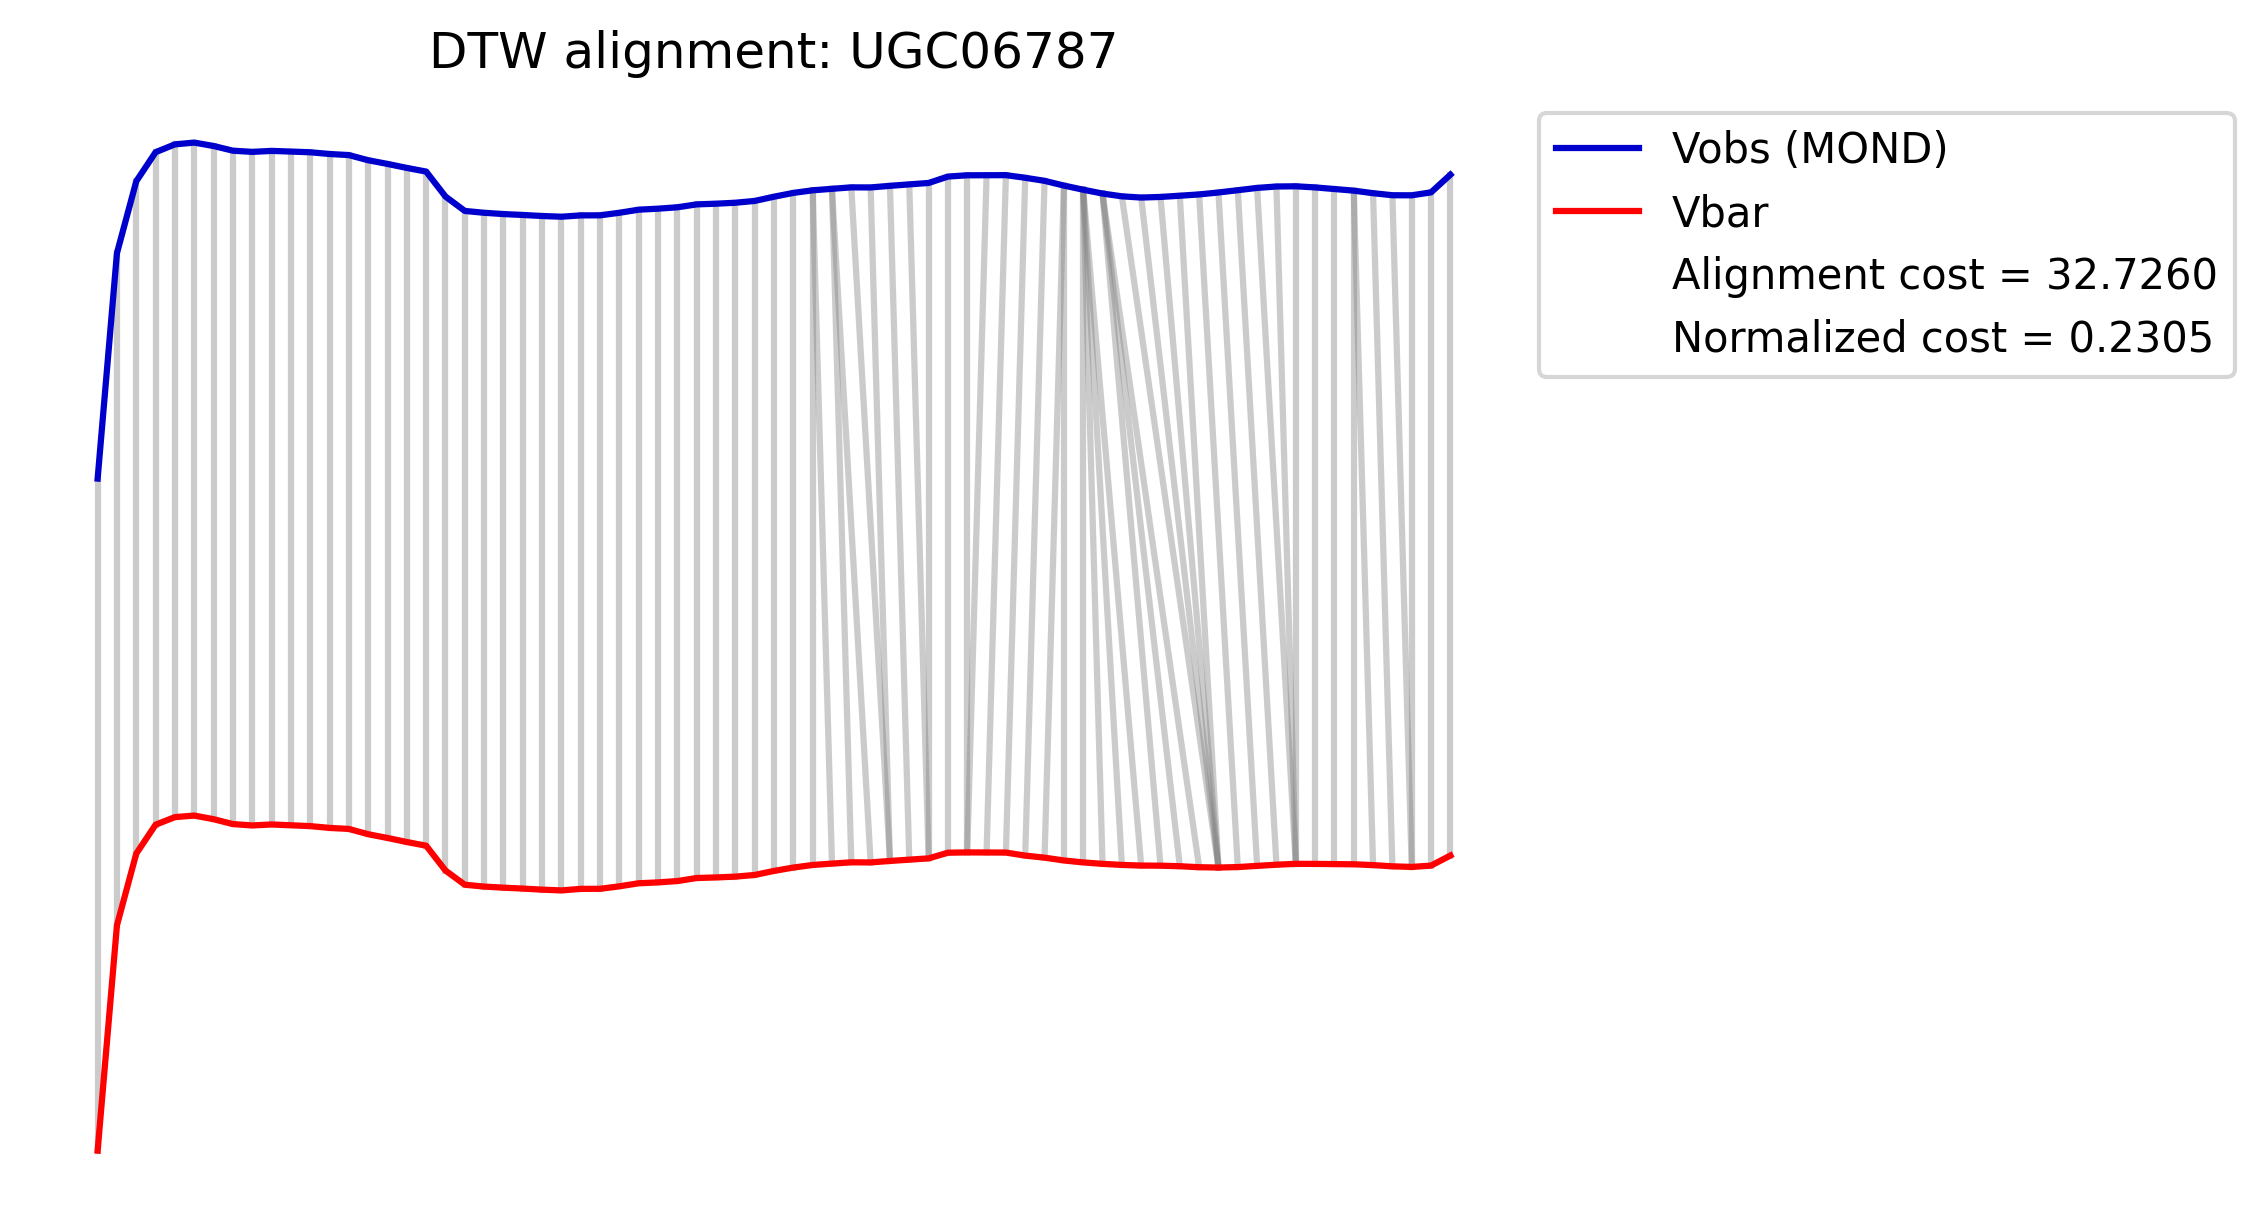 DTW alignment: UGC06787
Vobs (MOND)
Vbar
Alignment cost = 32.7260
Normalized cost = 0.2305